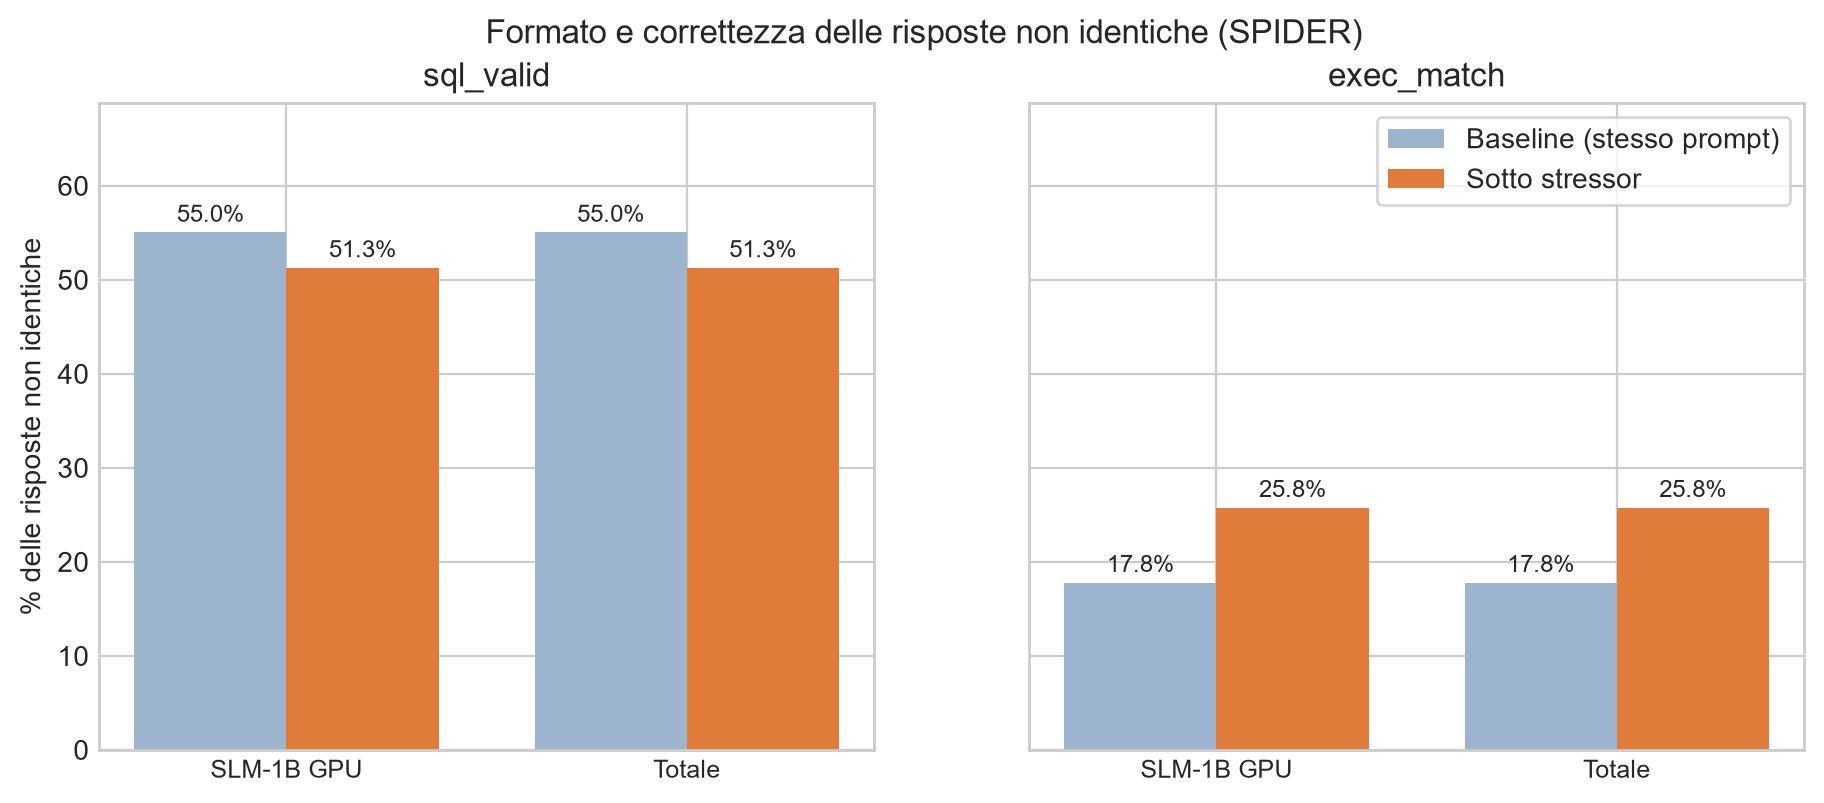 Formato e correttezza delle risposte non identiche (SPIDER)
sql_valid
% delle risposte non identiche
60
50
40
30
20
10
0
55.0%
51.3%
55.0%
51.3%
SLM-1B GPU
Totale
exec_match
Baseline (stesso prompt)
Sotto stressor
17.8%
25.8%
17.8%
25.8%
SLM-1B GPU
Totale